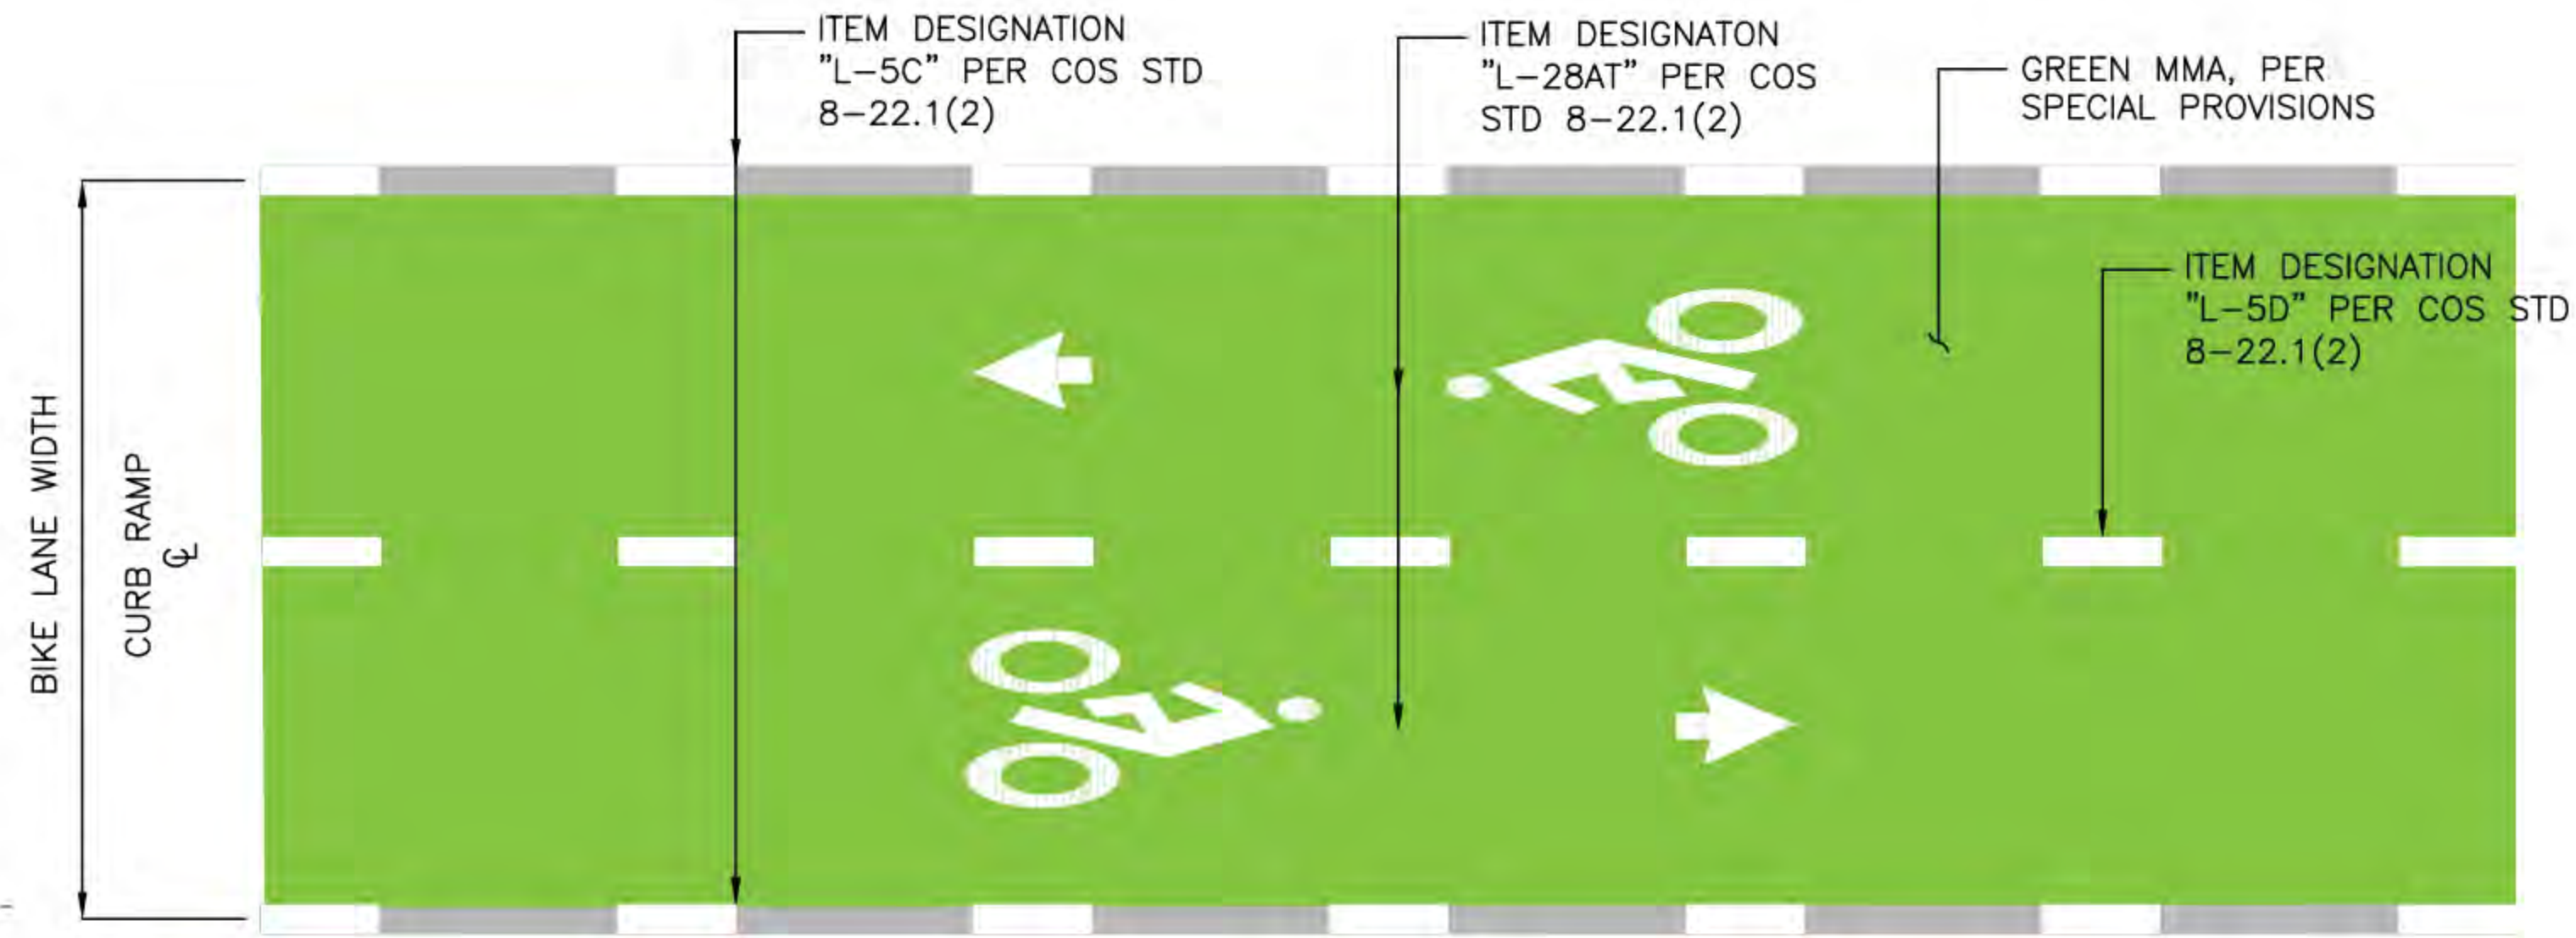 ITEM DESIGNATION
"L-5C" PER COS STD
8-22.1(2)
ITEM DESIGNATON
"L-28AT" PER COS
STD 8-22.1(2)
GREEN MMA, PER
SPECIAL PROVISIONS
ITEM DESIGNATION
"L-5D" PER COS STD
8-22.1(2)
BIKE LANE WIDTH
CURB RAMP
℄